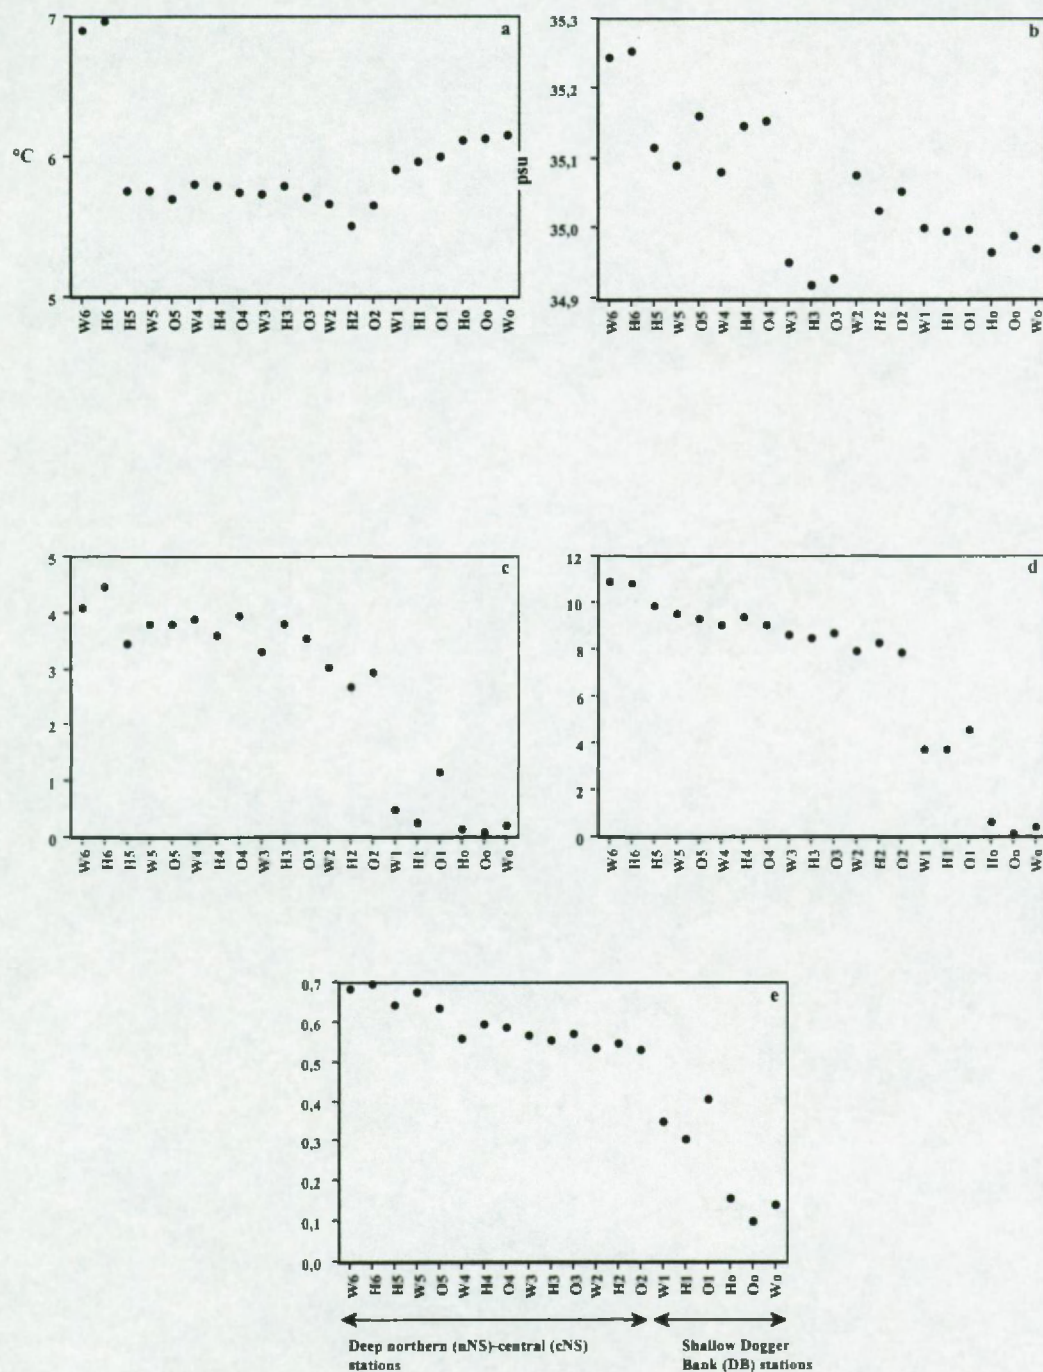 a
7
6
5
°C
W6 H6 H5 W5 O5 W4 H4 O4 W3 H3 O3 W2 H2 O2 W1 H1 O1 Ho Oo Wo
b
35,3
35,2
35,1
35,0
34,9
psu
W6 H6 H5 W5 O5 W4 H4 O4 W3 H3 O3 W2 H2 O2 W1 H1 O1 Ho Oo Wo
c
5
4
3
2
1
0
W6 H6 H5 W5 O5 W4 H4 O4 W3 H3 O3 W2 H2 O2 W1 H1 O1 Ho Oo Wo
d
12
10
8
6
4
2
0
W6 H6 H5 W5 O5 W4 H4 O4 W3 H3 O3 W2 H2 O2 W1 H1 O1 Ho Oo Wo
e
0,7
0,6
0,5
0,4
0,3
0,2
0,1
0,0
W6 H6 H5 W5 O5 W4 H4 O4 W3 H3 O3 W2 H2 O2 W1 H1 O1 Ho Oo Wo
Deep northern (nNS)-central (cNS)
stations
Shallow Dogger
Bank (DB) stations